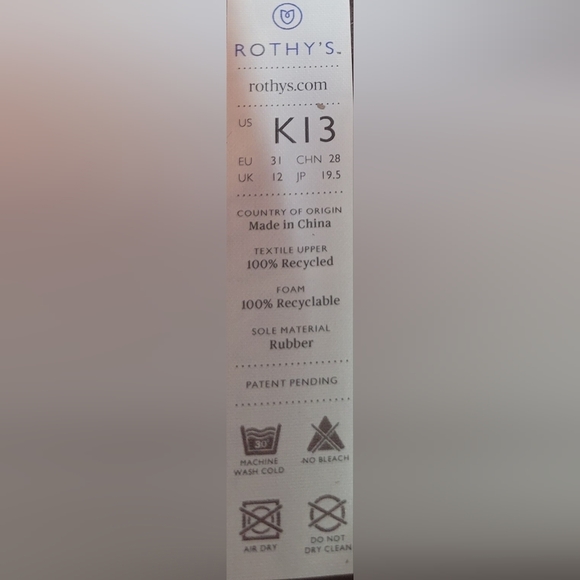 ROTHY'S™
rothys.com
US K13
EU 31 CHN 28
UK 12 JP 19.5
COUNTRY OF ORIGIN
Made in China
TEXTILE UPPER
100% Recycled
FOAM
100% Recyclable
SOLE MATERIAL
Rubber
PATENT PENDING
30°
MACHINE
WASH COLD
NO BLEACH
AIR DRY
DO NOT
DRY CLEAN